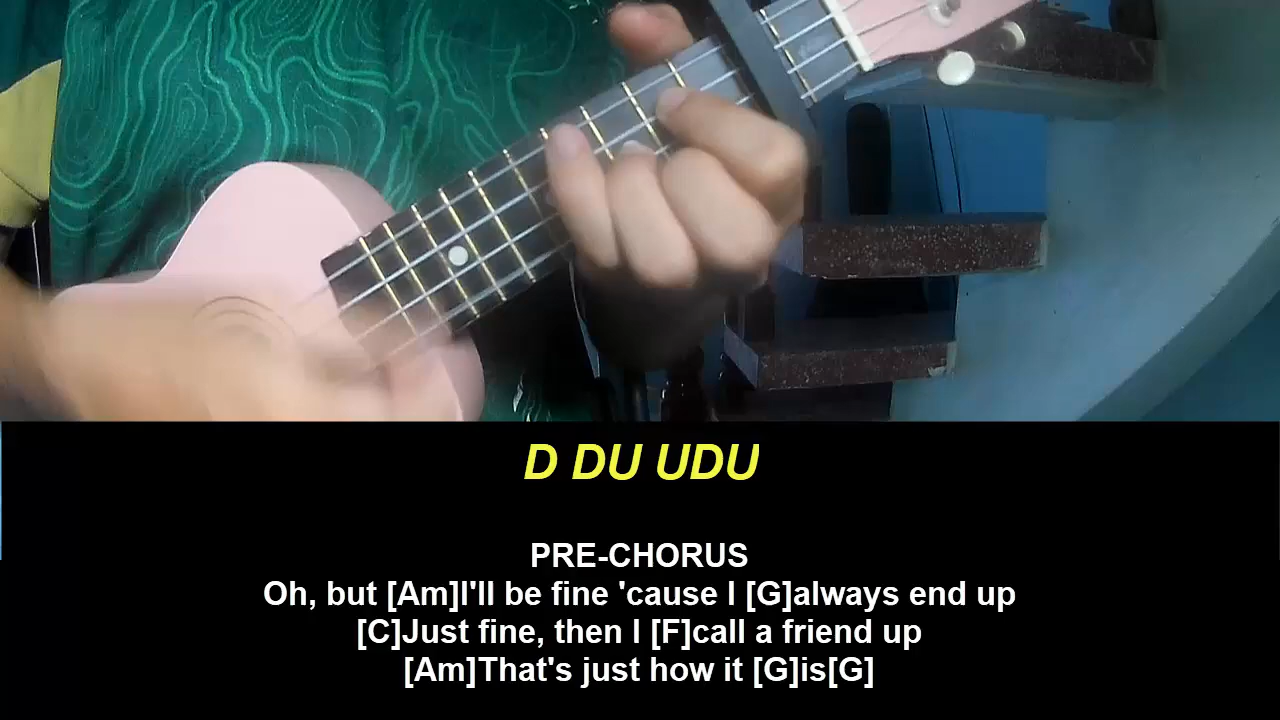 D DU UDU
PRE-CHORUS
Oh, but [Am]I'll be fine 'cause I [G]always end up
[C]Just fine, then I [F]call a friend up
[Am]That's just how it [G]is[G]